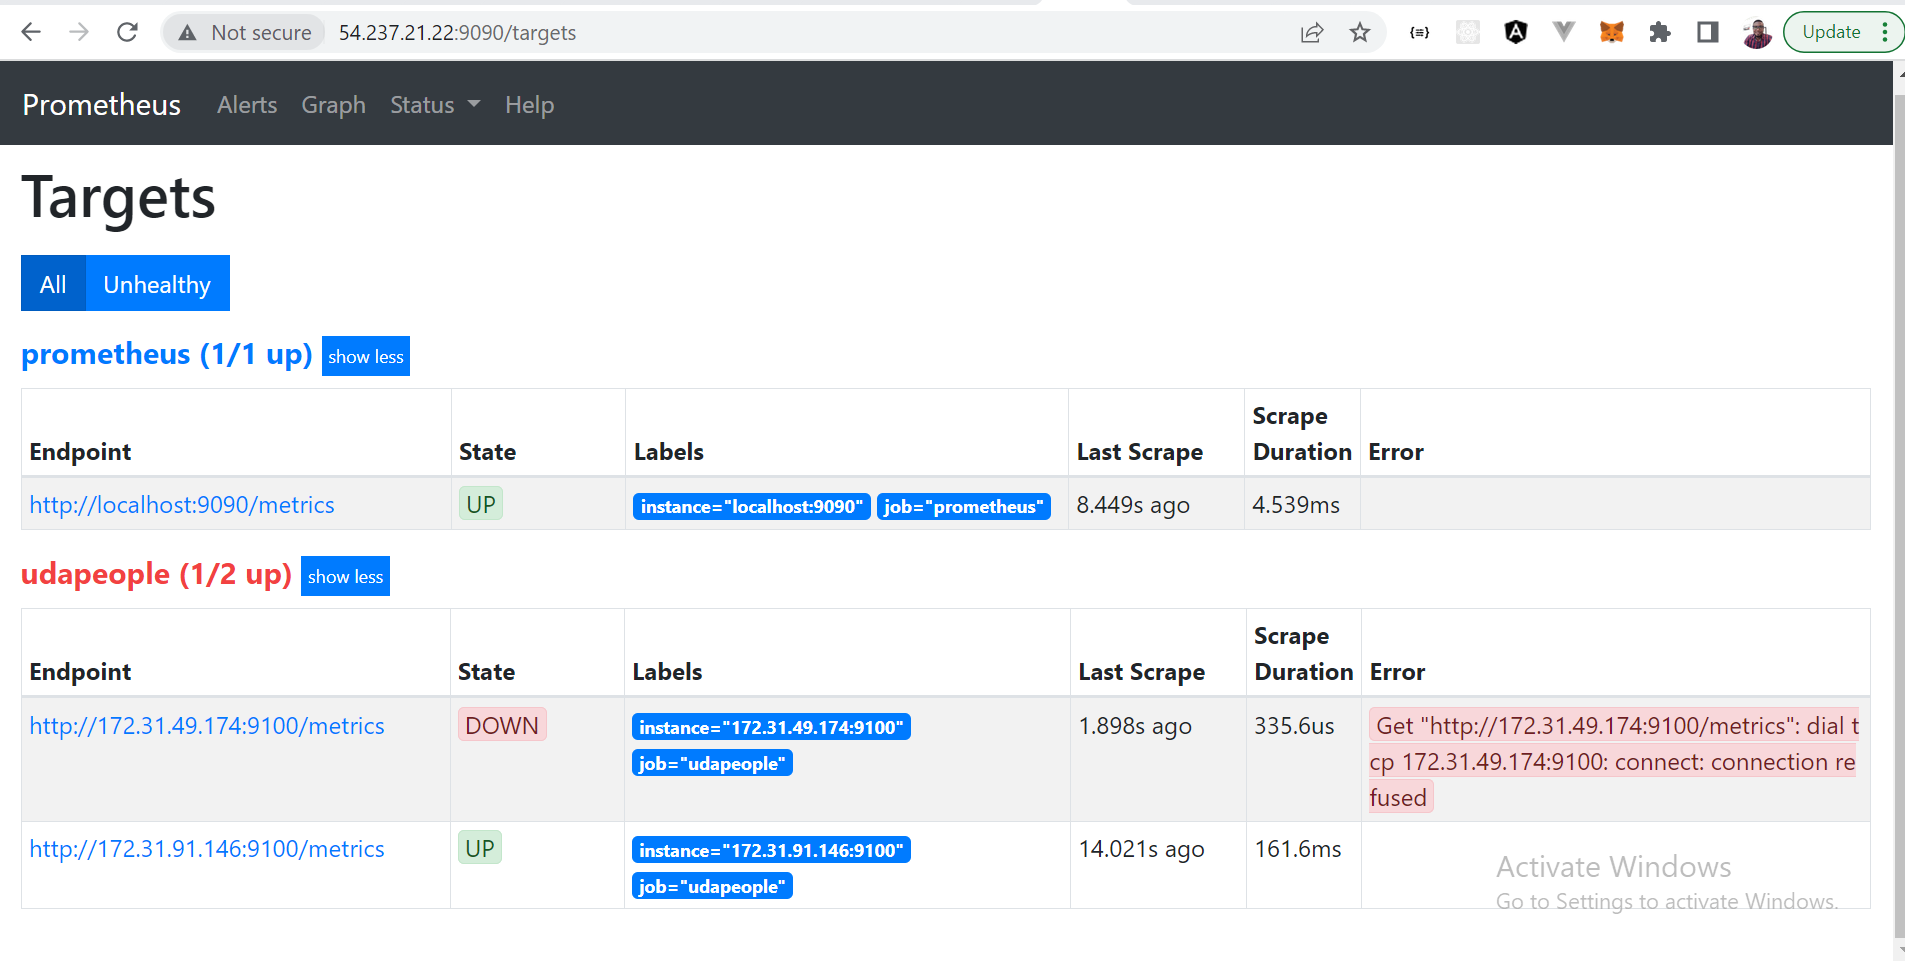 Not secure 54.237.21.22:9090/targets Update
Prometheus Alerts Graph Status Help
Targets
All Unhealthy
prometheus (1/1 up) show less
Endpoint State Labels Last Scrape Scrape Duration Error
http://localhost:9090/metrics UP instance="localhost:9090" job="prometheus" 8.449s ago 4.539ms
udapeople (1/2 up) show less
Endpoint State Labels Last Scrape Scrape Duration Error
http://172.31.49.174:9100/metrics DOWN instance="172.31.49.174:9100" 1.898s ago 335.6us Get "http://172.31.49.174:9100/metrics": dial t
job="udapeople" cp 172.31.49.174:9100: connect: connection re
fused
http://172.31.91.146:9100/metrics UP instance="172.31.91.146:9100" 14.021s ago 161.6ms
job="udapeople"
Activate Windows
Go to Settings to activate Windows.